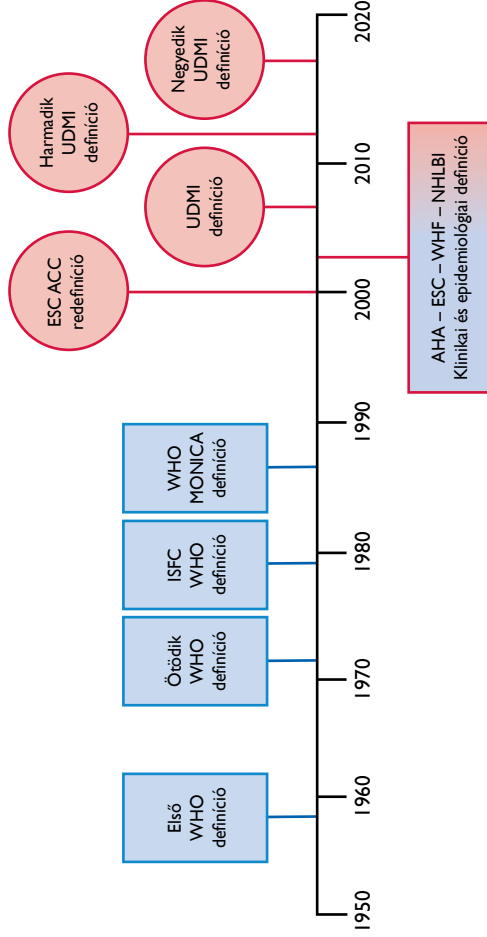 Első
WHO
definíció
Ötödik
WHO
definíció
ISFC
WHO
definíció
WHO
MONICA
definíció
ESC ACC
redefiníció
UDMI
definíció
Harmadik
UDMI
definíció
Negyedik
UDMI
definíció
1950
1960
1970
1980
1990
2000
2010
2020
AHA – ESC – WHF – NHLBI
Klinikai és epidemiológiai definíció